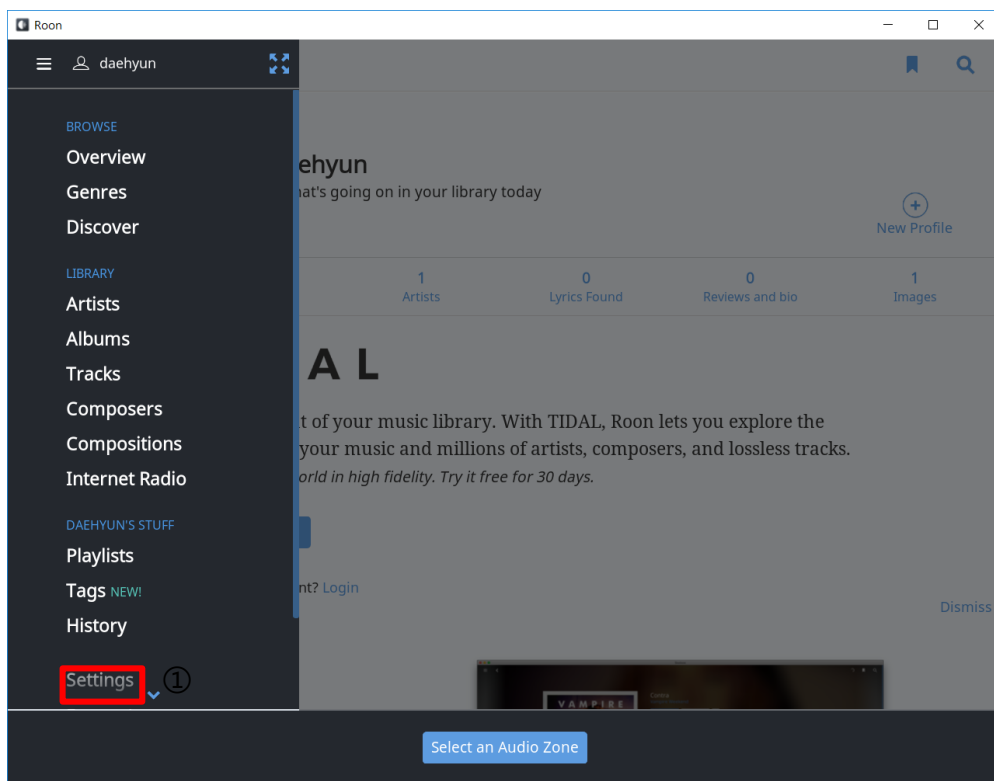 Roon
daehyun
BROWSE
Overview
Genres
Discover
LIBRARY
Artists
Albums
Tracks
Composers
Compositions
Internet Radio
DAEHYUN'S STUFF
Playlists
Tags NEW!
History
Settings ①
ehyun
at's going on in your library today
New Profile
1 Artists
0 Lyrics Found
0 Reviews and bio
1 Images
A L
t of your music library. With TIDAL, Roon lets you explore the
your music and millions of artists, composers, and lossless tracks.
orld in high fidelity. Try it free for 30 days.
nt? Login
Dismiss
VAMPIRE
Select an Audio Zone